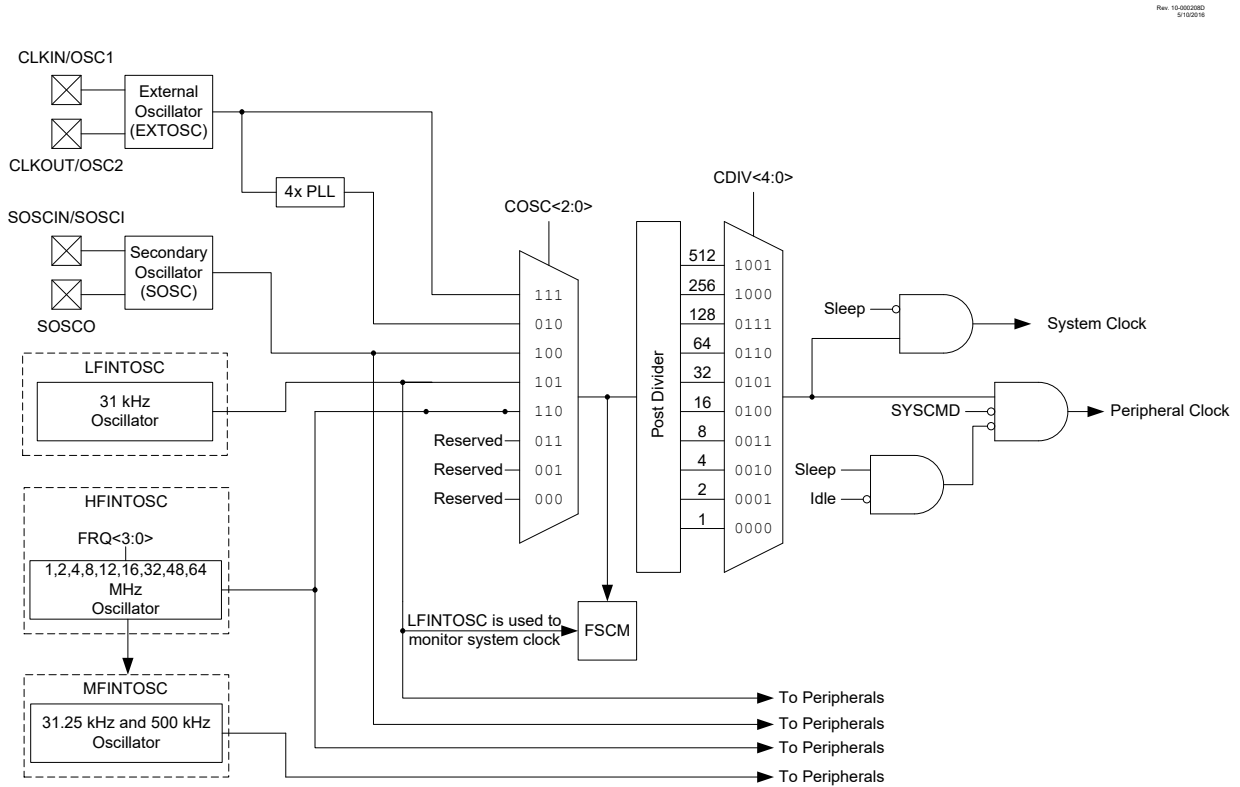 Rev. 10-000208D
5/10/2016
CLKIN/OSC1
External
Oscillator
(EXTOSC)
CLKOUT/OSC2
4x PLL
CDIV<4:0>
COSC<2:0>
SOSCIN/SOSCI
Secondary
Oscillator
(SOSC)
SOSCO
LFINTOSC
31 kHz
Oscillator
HFINTOSC
FRQ<3:0>
1,2,4,8,12,16,32,48,64
MHz
Oscillator
MFINTOSC
31.25 kHz and 500 kHz
Oscillator
111
010
100
101
110
Reserved 011
Reserved 001
Reserved 000
Post Divider
512 1001
256 1000
128 0111
64 0110
32 0101
16 0100
8 0011
4 0010
2 0001
1 0000
Sleep
System Clock
SYSCMD
Peripheral Clock
Sleep
Idle
LFINTOSC is used to
monitor system clock
FSCM
To Peripherals
To Peripherals
To Peripherals
To Peripherals